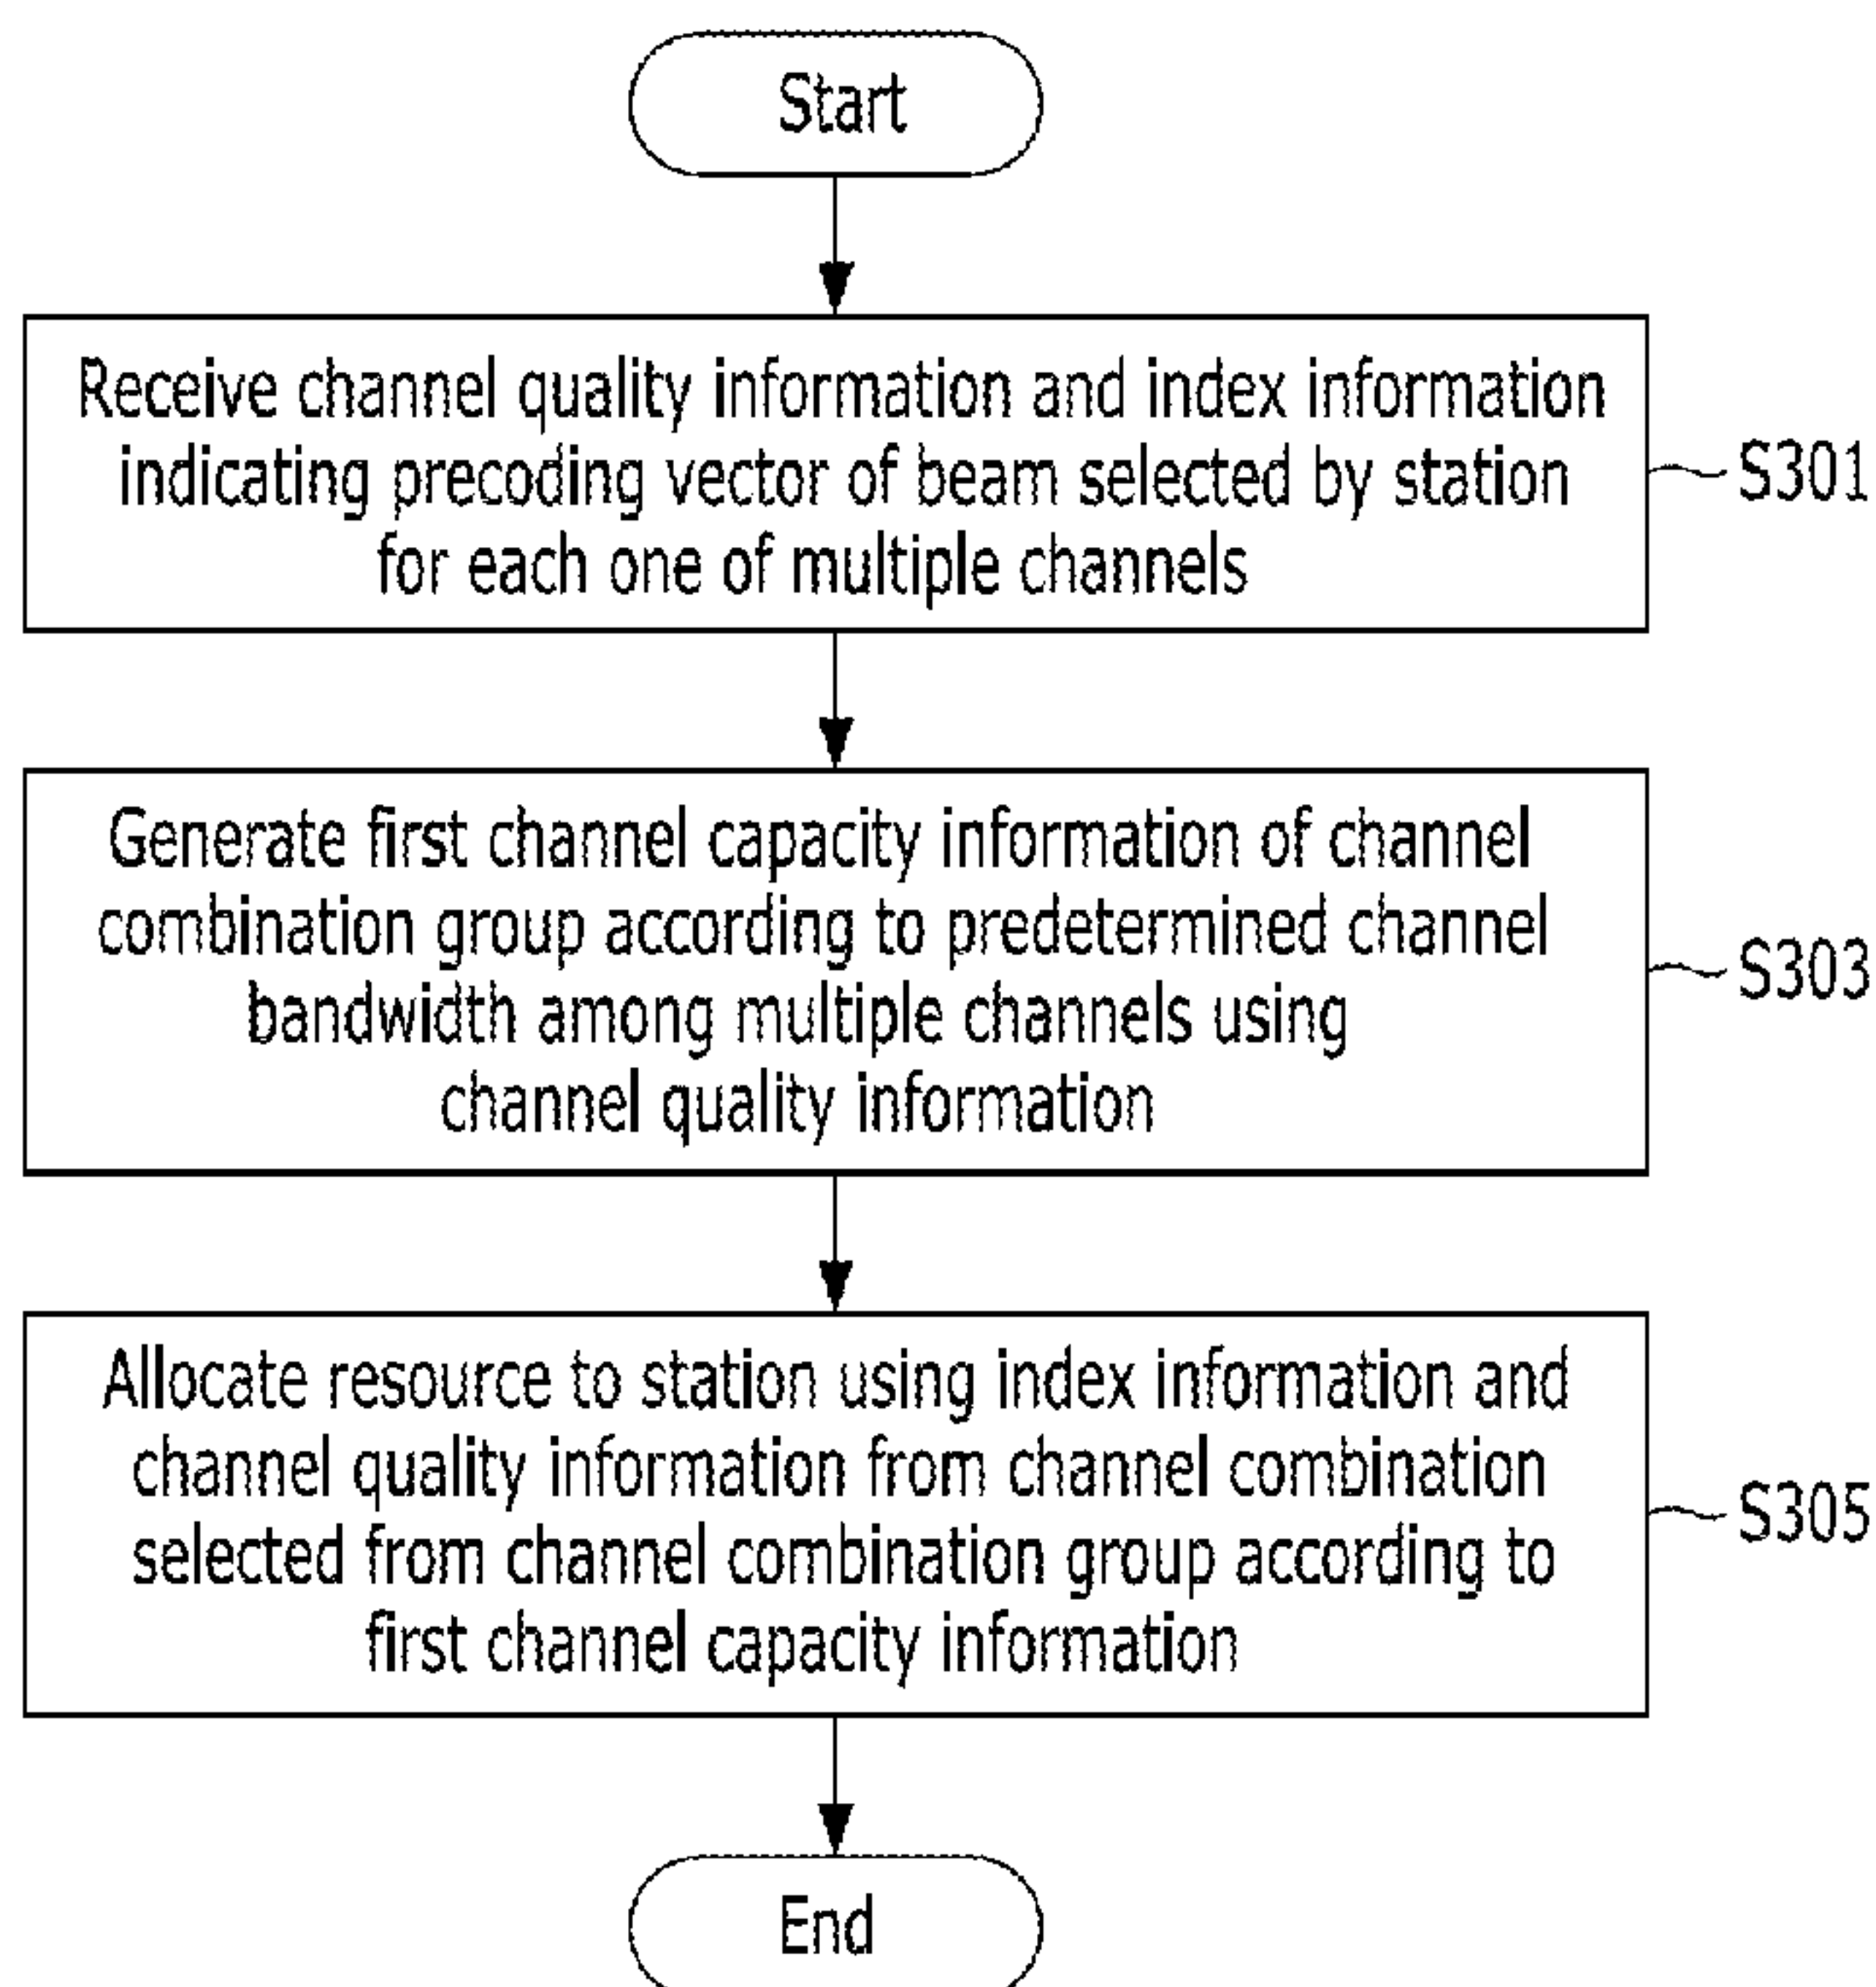 Start
Receive channel quality information and index information
indicating precoding vector of beam selected by station
for each one of multiple channels
S301
Generate first channel capacity information of channel
combination group according to predetermined channel
bandwidth among multiple channels using
channel quality information
S303
Allocate resource to station using index information and
channel quality information from channel combination
selected from channel combination group according to
first channel capacity information
S305
End